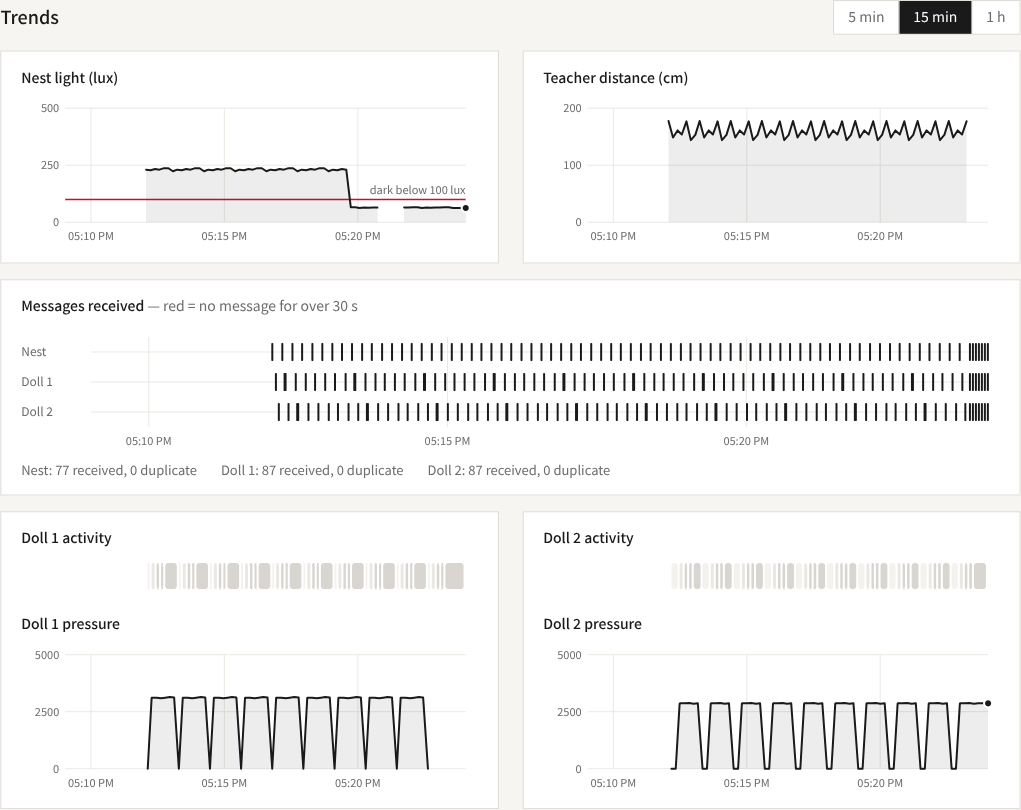 Trends
5 min 15 min 1 h
Nest light (lux)
500
250
0
dark below 100 lux
05:10 PM 05:15 PM 05:20 PM
Teacher distance (cm)
200
100
0
05:10 PM 05:15 PM 05:20 PM
Messages received — red = no message for over 30 s
Nest
Doll 1
Doll 2
05:10 PM 05:15 PM 05:20 PM
Nest: 77 received, 0 duplicate Doll 1: 87 received, 0 duplicate Doll 2: 87 received, 0 duplicate
Doll 1 activity
Doll 1 pressure
5000
2500
0
05:10 PM 05:15 PM 05:20 PM
Doll 2 activity
Doll 2 pressure
5000
2500
0
05:10 PM 05:15 PM 05:20 PM